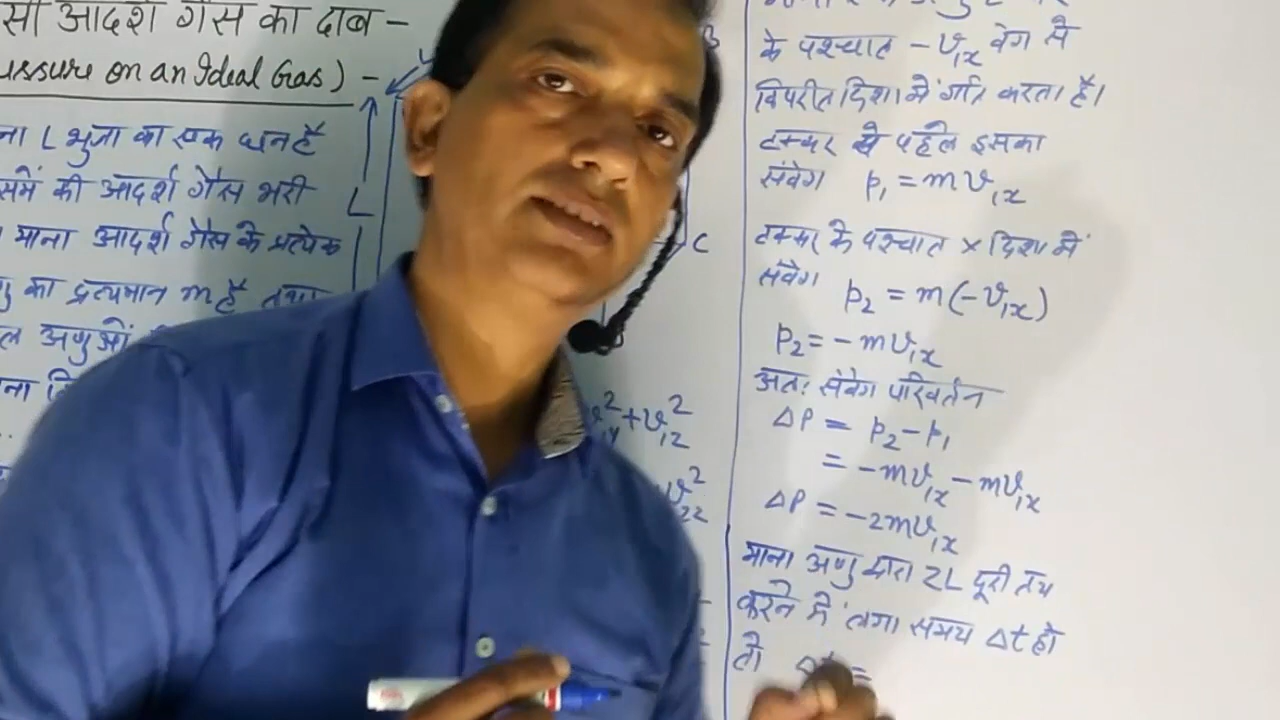 आदर्श गैस का दाब –
on an Ideal Gas) –
L भुजा का एक घन है
की आदर्श गैस भरी
माना आदर्श गैस के प्रत्येक
का द्रव्यमान m है तथा
अणुओं
L
C
+ v₁z²
के पश्चात – v₁x वेग से
विपरीत दिशा में गति करता है।
टक्कर से पहले इसका
संवेग p₁ = mv₁x
टक्कर के पश्चात x दिशा में
संवेग p₂ = m(-v₁x)
p₂ = -mv₁x
अतः संवेग परिवर्तन
ΔP = p₂ - p₁
= -mv₁x - mv₁x
ΔP = -2mv₁x
माना अणु द्वारा 2L दूरी तय
करने में लगा समय Δt हो
तो Δt =